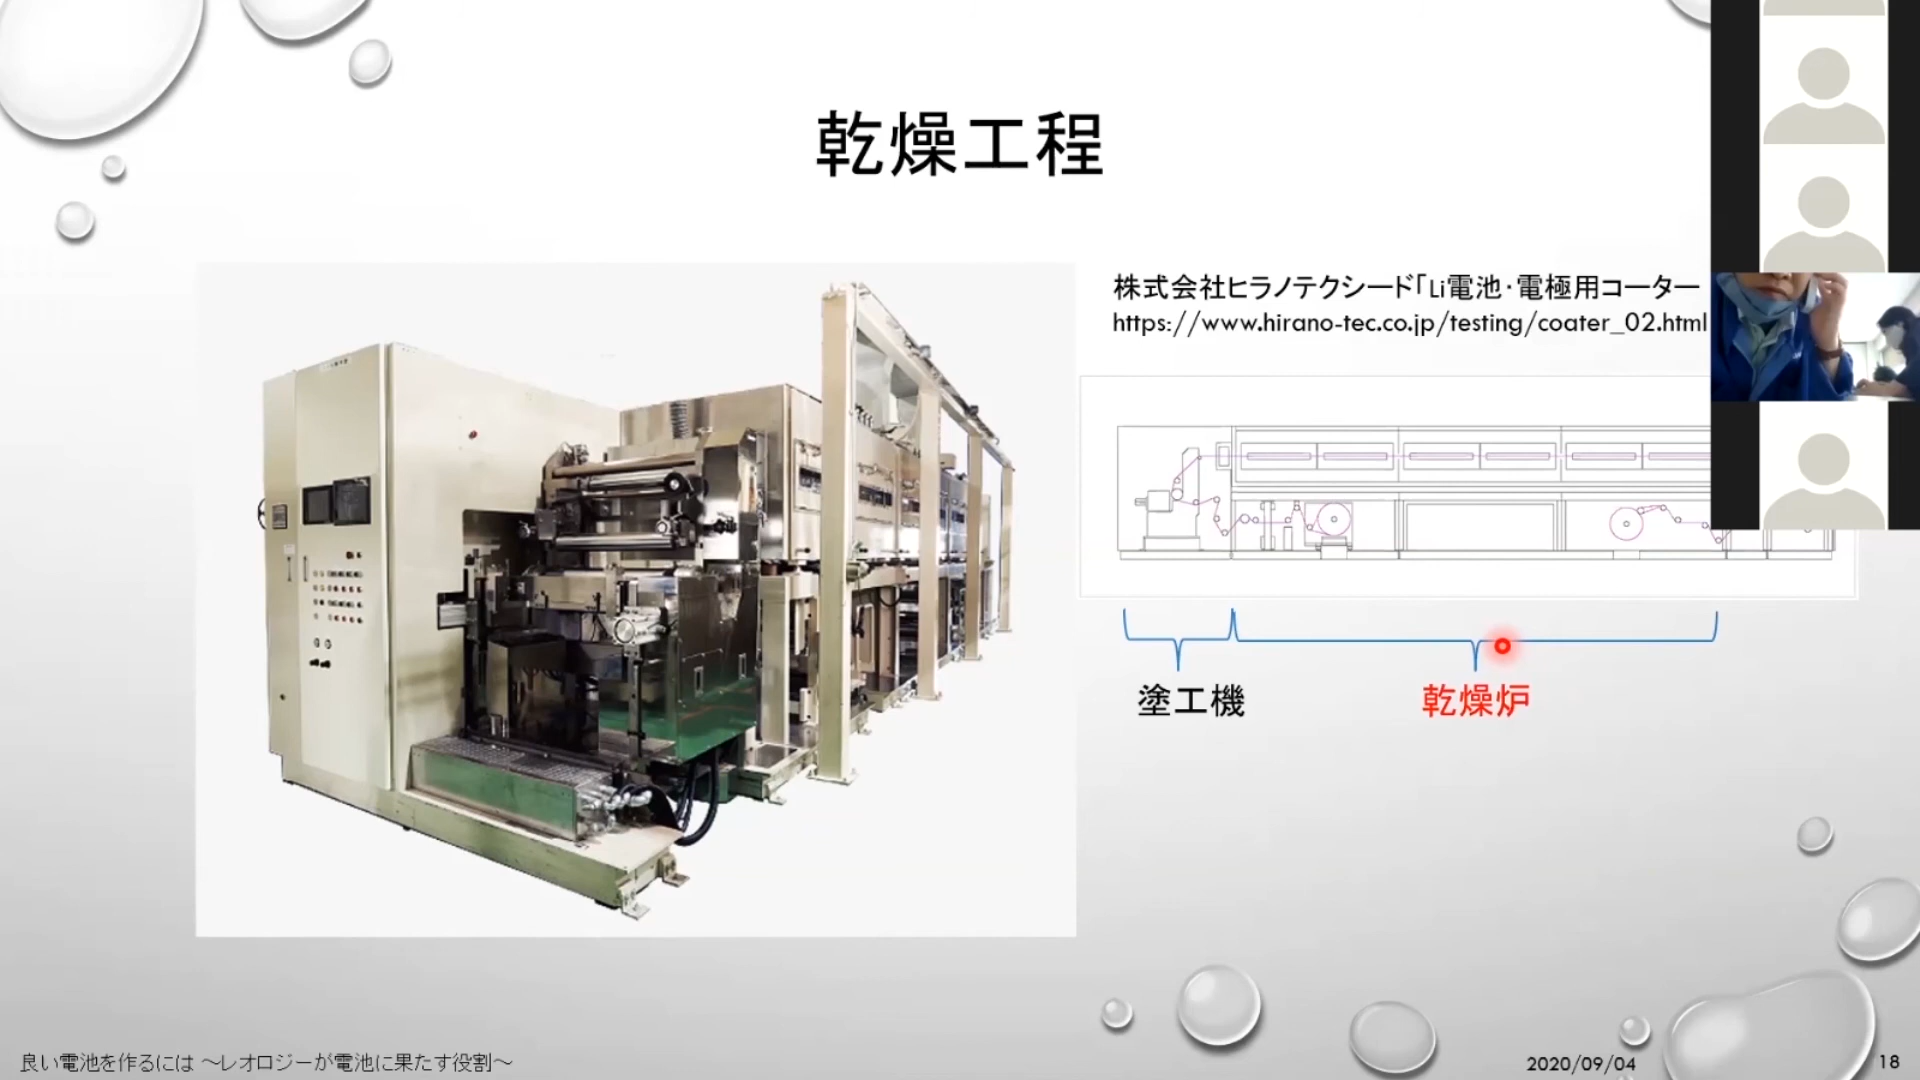 乾燥工程
株式会社ヒラノテクシード「Li電池･電極用コーター
https://www.hirano-tec.co.jp/testing/coater_02.html
塗工機
乾燥炉
良い電池を作るには ～レオロジーが電池に果たす役割～
2020/09/04
18